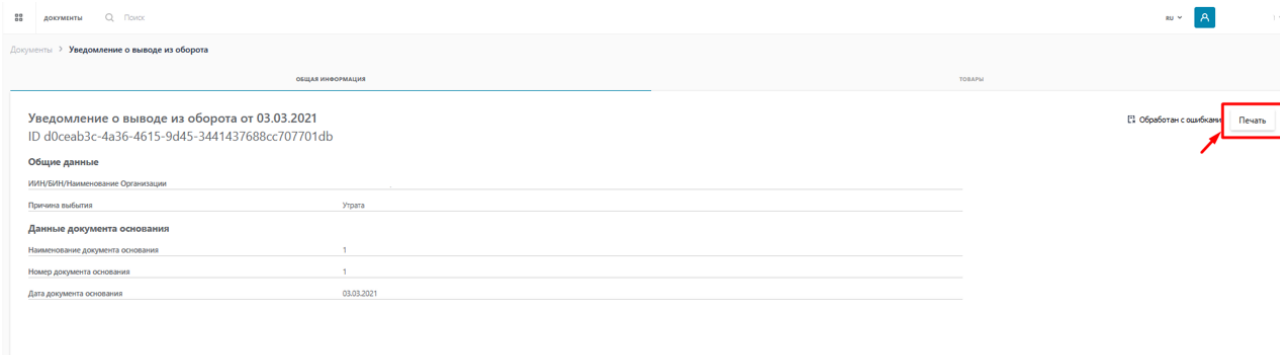 ДОКУМЕНТЫ Поиск RU A
Документы > Уведомление о выводе из оборота
ОБЩАЯ ИНФОРМАЦИЯ ТОВАРЫ
Уведомление о выводе из оборота от 03.03.2021
Обработан с ошибками Печать
ID d0ceab3c-4a36-4615-9d45-3441437688cc707701db
Общие данные
ИИН/БИН/Наименование Организации
Причина выбытия Утрата
Данные документа основания
Наименование документа основания 1
Номер документа основания 1
Дата документа основания 03.03.2021